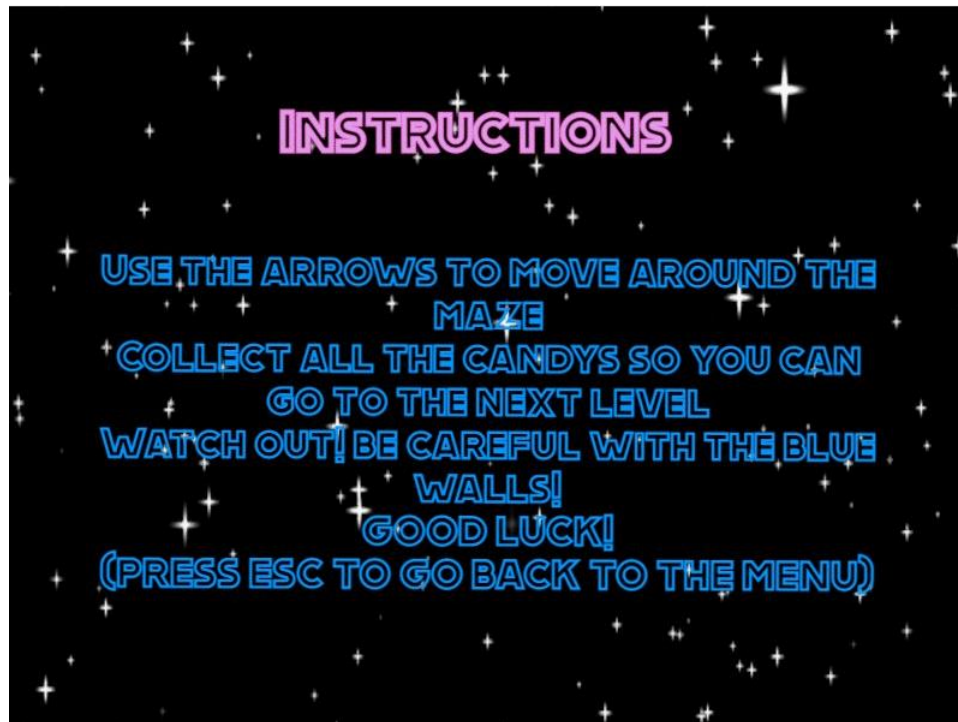 INSTRUCTIONS
USE THE ARROWS TO MOVE AROUND THE
MAZE
COLLECT ALL THE CANDYS SO YOU CAN
GO TO THE NEXT LEVEL
WATCH OUT! BE CAREFUL WITH THE BLUE
WALLS!
GOOD LUCK!
(PRESS ESC TO GO BACK TO THE MENU)